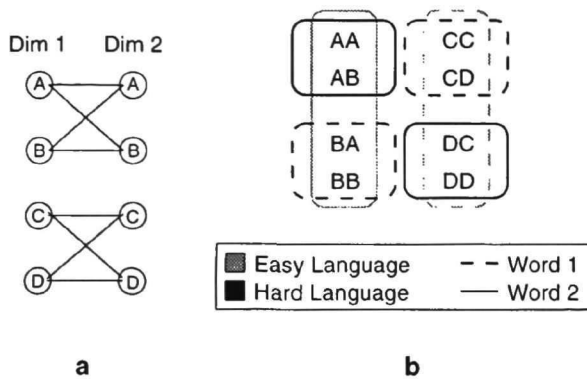 Dim 1 Dim 2
A A
B B
C C
D D
AA CC
AB CD
BA DC
BB DD
Easy Language Word 1
Hard Language Word 2
a b